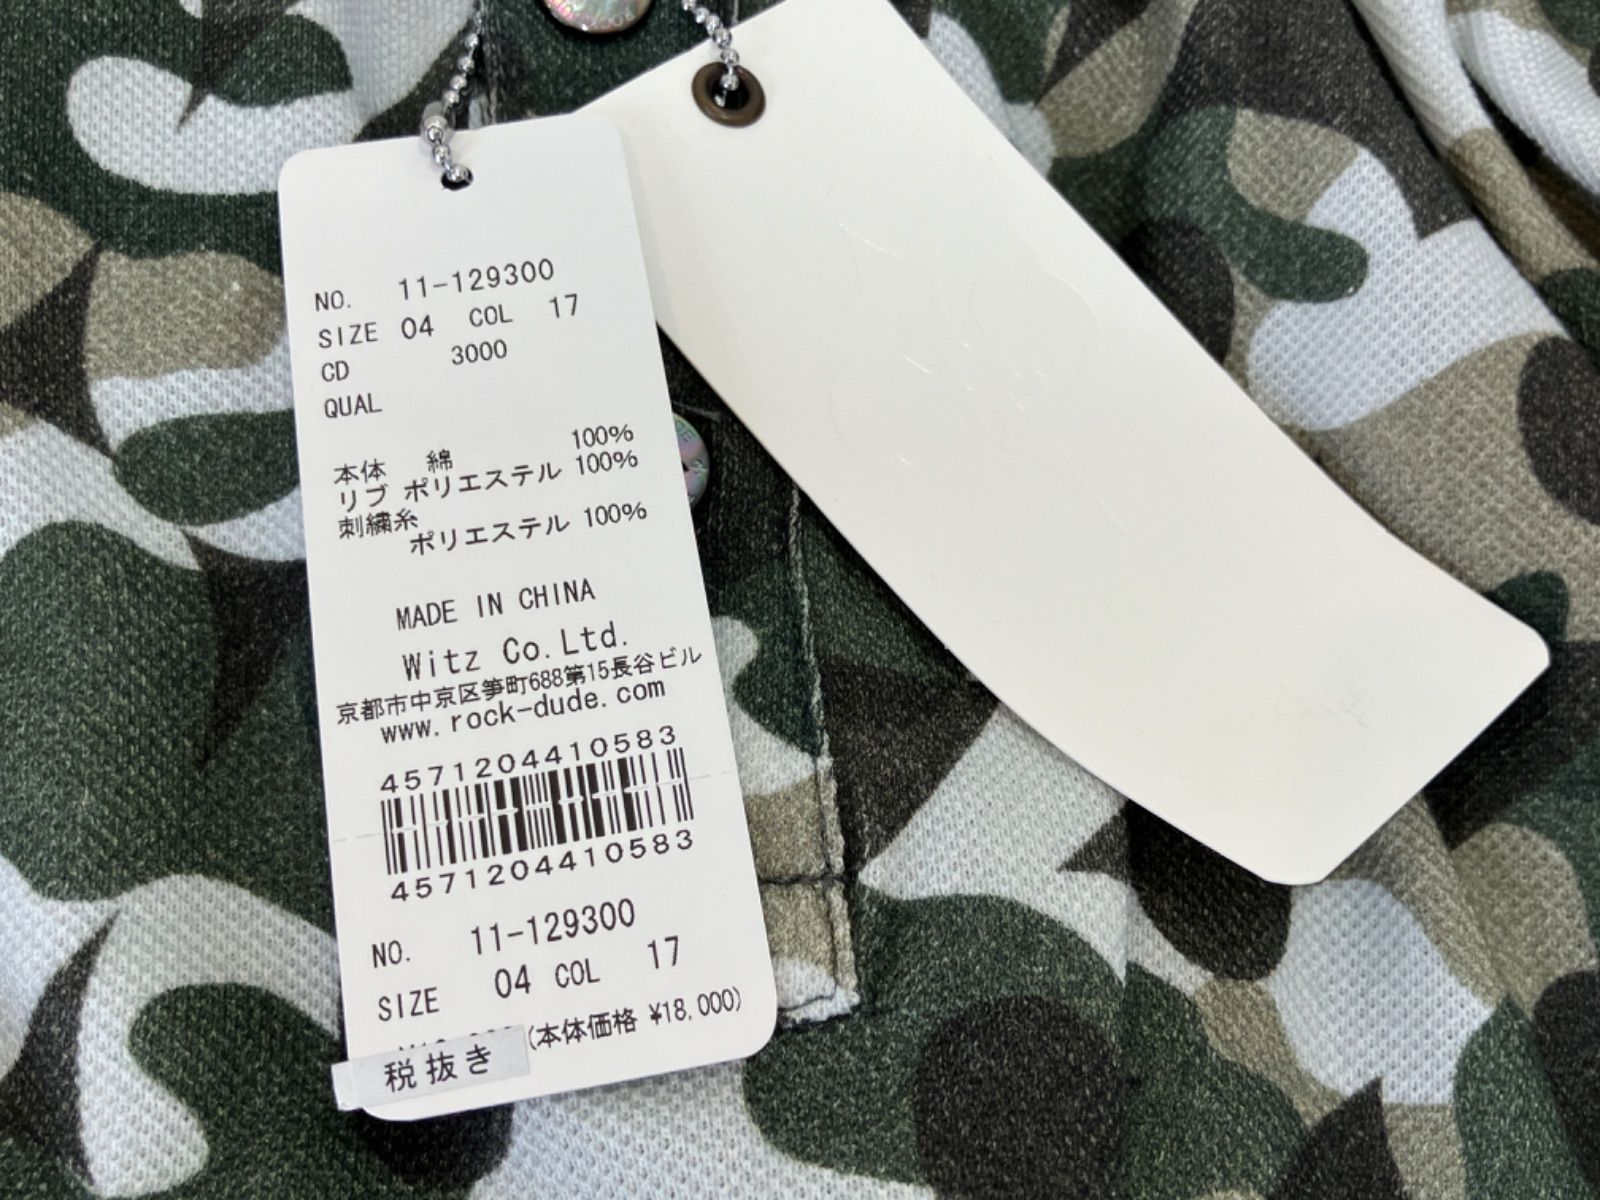 NO. 11-129300
SIZE 04 COL 17
CD 3000
QUAL
本体 綿 100%
リブ ポリエステル 100%
刺繍糸
ポリエステル 100%
MADE IN CHINA
Witz Co.Ltd.
京都市中京区笋町688第15長谷ビル
www.rock-dude.com
4571204410583
4571204410583
NO. 11-129300
SIZE 04 COL 17
(本体価格 ¥18,000)
税抜き